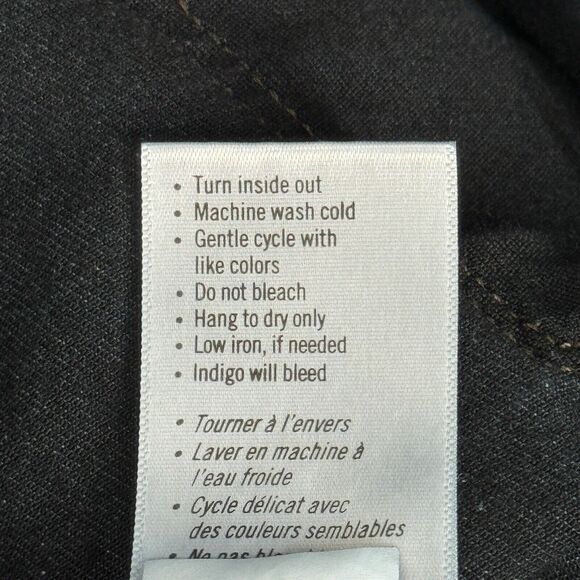 • Turn inside out
• Machine wash cold
• Gentle cycle with
like colors
• Do not bleach
• Hang to dry only
• Low iron, if needed
• Indigo will bleed
• Tourner à l'envers
• Laver en machine à
l'eau froide
• Cycle délicat avec
des couleurs semblables
• Ne pas